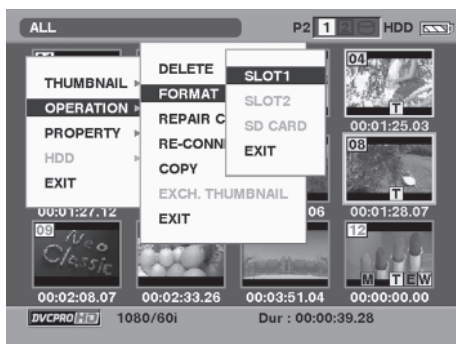 ALL P2 1 2 HDD
THUMBNAIL
OPERATION
PROPERTY
HDD
EXIT
DELETE
FORMAT
REPAIR C
RE-CONN
COPY
EXCH. THUMBNAIL
EXIT
SLOT1
SLOT2
SD CARD
EXIT
04
T
00:01:25.03
08
T
00:01:27.12
06
00:01:28.07
09
Neo
Classic
12
M T E W
00:02:08.07 00:02:33.26 00:03:51.04 00:00:00.00
DVCPRO HD 1080/60i Dur : 00:00:39.28